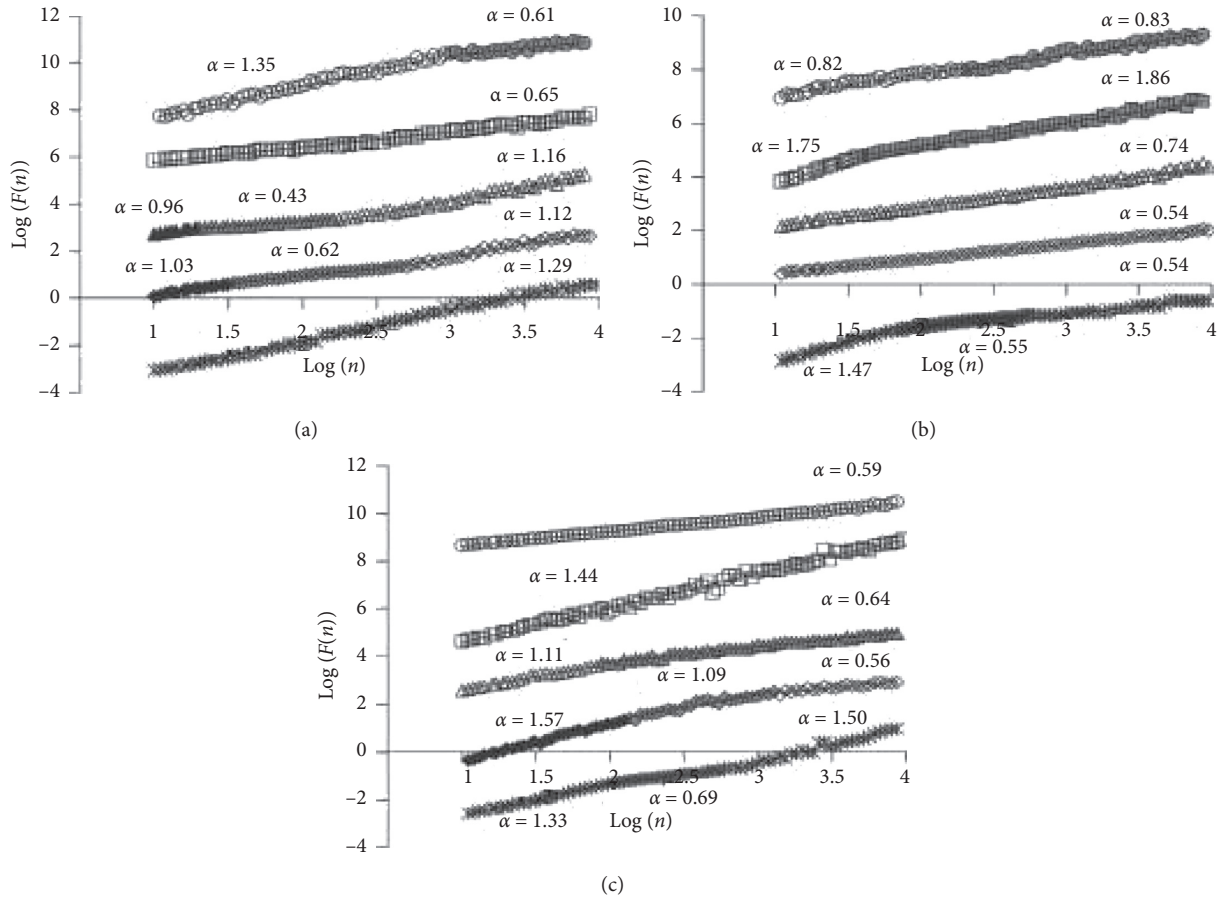 12
10
8
6
4
2
0
−2
−4
Log (F(n))
α = 0.61
α = 1.35
α = 0.65
α = 1.16
α = 0.96
α = 0.43
α = 1.12
α = 1.03
α = 0.62
α = 1.29
1 1.5 2 2.5 3 3.5 4
Log (n)
(a)
10
8
6
4
2
0
−2
−4
Log (F(n))
α = 0.83
α = 0.82
α = 1.86
α = 1.75
α = 0.74
α = 0.54
α = 0.54
1 1.5 2 2.5 3 3.5 4
α = 0.55
Log (n)
α = 1.47
(b)
12
10
8
6
4
2
0
−2
−4
Log (F(n))
α = 0.59
α = 1.44
α = 0.64
α = 1.11
α = 1.09
α = 0.56
α = 1.57
α = 1.50
1 1.5 2 2.5 3 3.5 4
α = 0.69
α = 1.33
Log (n)
(c)